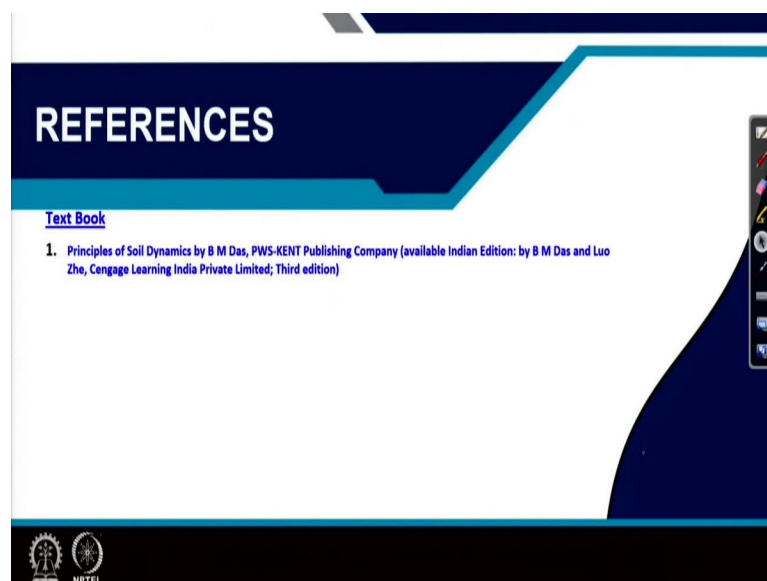 REFERENCES
Text Book
1. Principles of Soil Dynamics by B M Das, PWS-KENT Publishing Company (available Indian Edition: by B M Das and Luo
Zhe, Cengage Learning India Private Limited; Third edition)
NPTEL